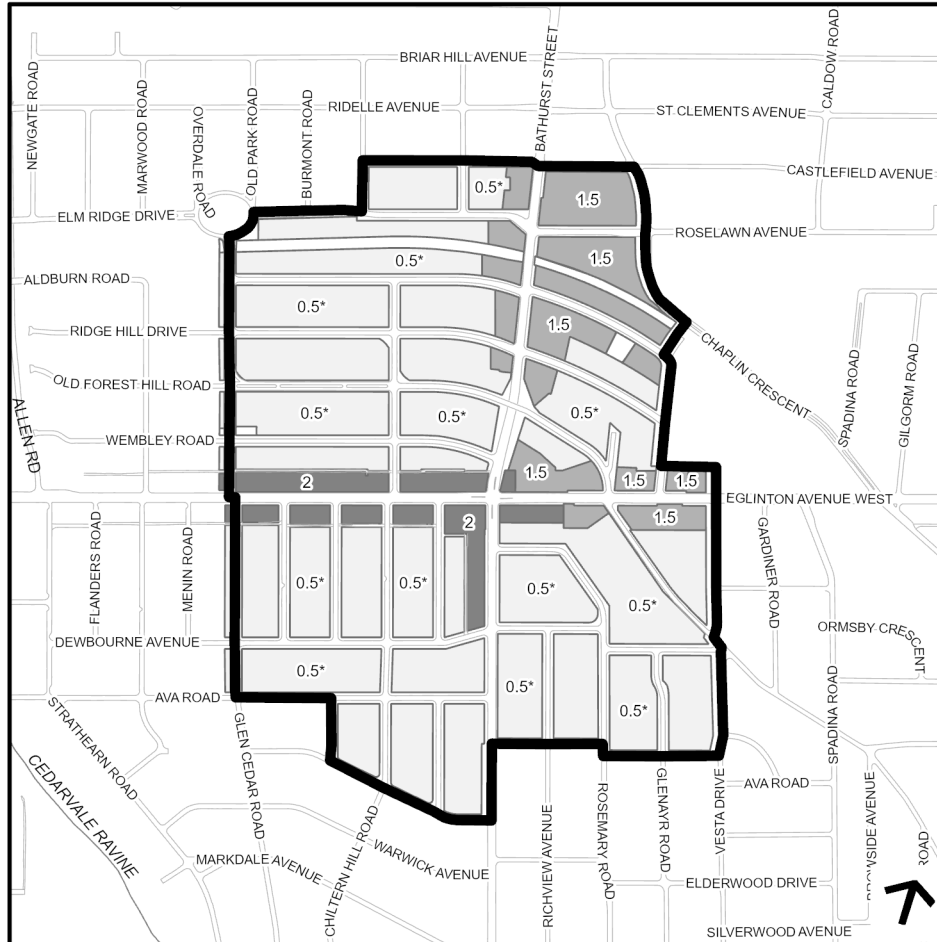 CALDOW ROAD
BATHURST STREET
BRIAR HILL AVENUE
NEWGATE ROAD
MARWOOD ROAD
OVERDALE ROAD
OLD PARK ROAD
BURMONT ROAD
RIDELLE AVENUE
ST CLEMENTS AVENUE
CASTLEFIELD AVENUE
0.5*
1.5
ELM RIDGE DRIVE
ROSELAWN AVENUE
1.5
0.5*
ALDBURN ROAD
0.5*
RIDGE HILL DRIVE
1.5
CHAPLIN CRESCENT
SPADINA ROAD
GILGORM ROAD
OLD FOREST HILL ROAD
ALLEN RD
0.5*
0.5*
0.5*
WEMBLEY ROAD
1.5
1.5
1.5
2
EGLINTON AVENUE WEST
1.5
2
FLANDERS ROAD
MENIN ROAD
GARDINER ROAD
0.5*
0.5*
0.5*
0.5*
ORMSBY CRESCENT
DEWBOURNE AVENUE
0.5*
0.5*
0.5*
AVA ROAD
STRATHEARN ROAD
GLEN CEDAR ROAD
SPADINA ROAD
CEDARVALE RAVINE
AVA ROAD
CHILTERN HILL ROAD
WARWICK AVENUE
MARKDALE AVENUE
RICHVIEW AVENUE
ROSEMARY ROAD
GLENAYR ROAD
VESTA DRIVE
ELDERWOOD DRIVE
ROAD
SILVERWOOD AVENUE